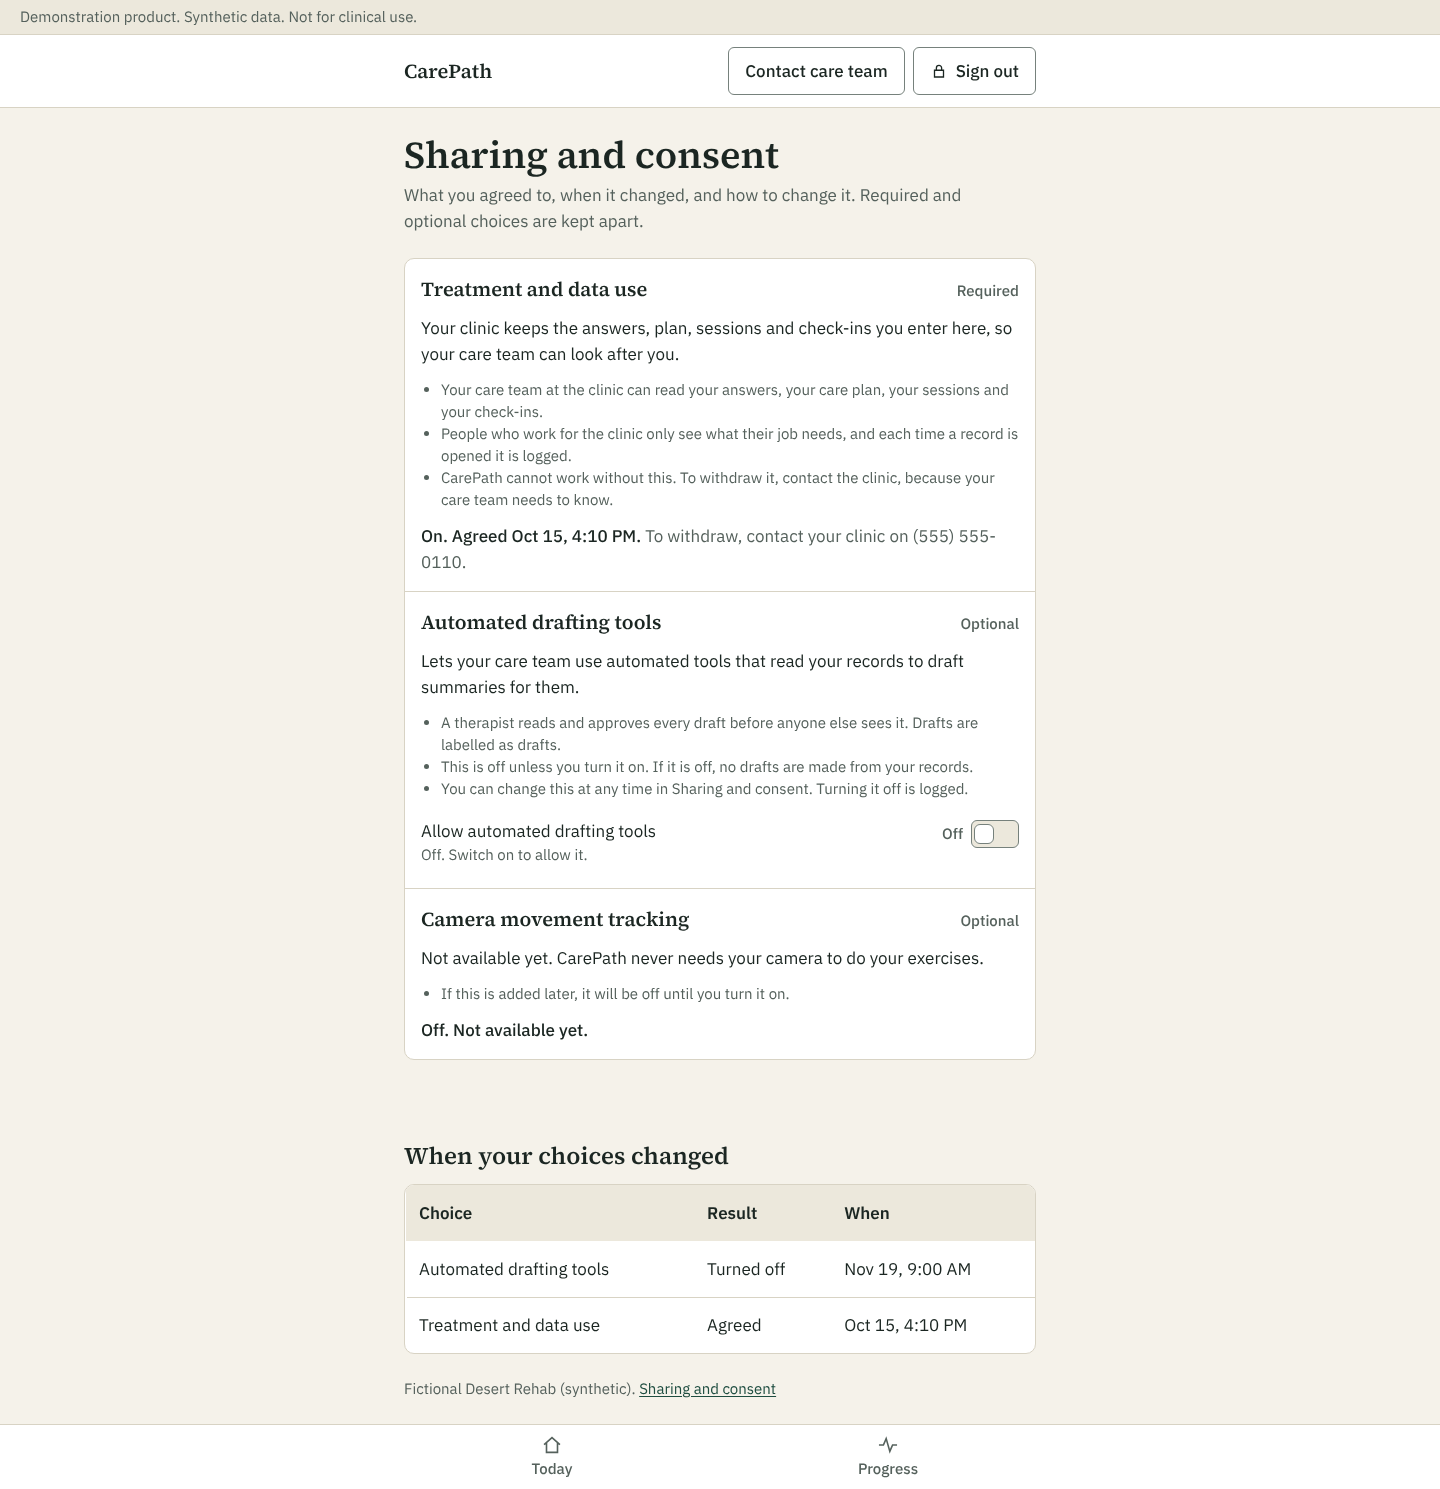 Demonstration product. Synthetic data. Not for clinical use.
CarePath
Contact care team
Sign out
Sharing and consent
What you agreed to, when it changed, and how to change it. Required and
optional choices are kept apart.
Treatment and data use
Required
Your clinic keeps the answers, plan, sessions and check-ins you enter here, so
your care team can look after you.
• Your care team at the clinic can read your answers, your care plan, your sessions and
your check-ins.
• People who work for the clinic only see what their job needs, and each time a record is
opened it is logged.
• CarePath cannot work without this. To withdraw it, contact the clinic, because your
care team needs to know.
On. Agreed Oct 15, 4:10 PM. To withdraw, contact your clinic on (555) 555-
0110.
Automated drafting tools
Optional
Lets your care team use automated tools that read your records to draft
summaries for them.
• A therapist reads and approves every draft before anyone else sees it. Drafts are
labelled as drafts.
• This is off unless you turn it on. If it is off, no drafts are made from your records.
• You can change this at any time in Sharing and consent. Turning it off is logged.
Allow automated drafting tools
Off
Off. Switch on to allow it.
Camera movement tracking
Optional
Not available yet. CarePath never needs your camera to do your exercises.
• If this is added later, it will be off until you turn it on.
Off. Not available yet.
When your choices changed
Choice Result When
Automated drafting tools Turned off Nov 19, 9:00 AM
Treatment and data use Agreed Oct 15, 4:10 PM
Fictional Desert Rehab (synthetic). Sharing and consent
Today
Progress